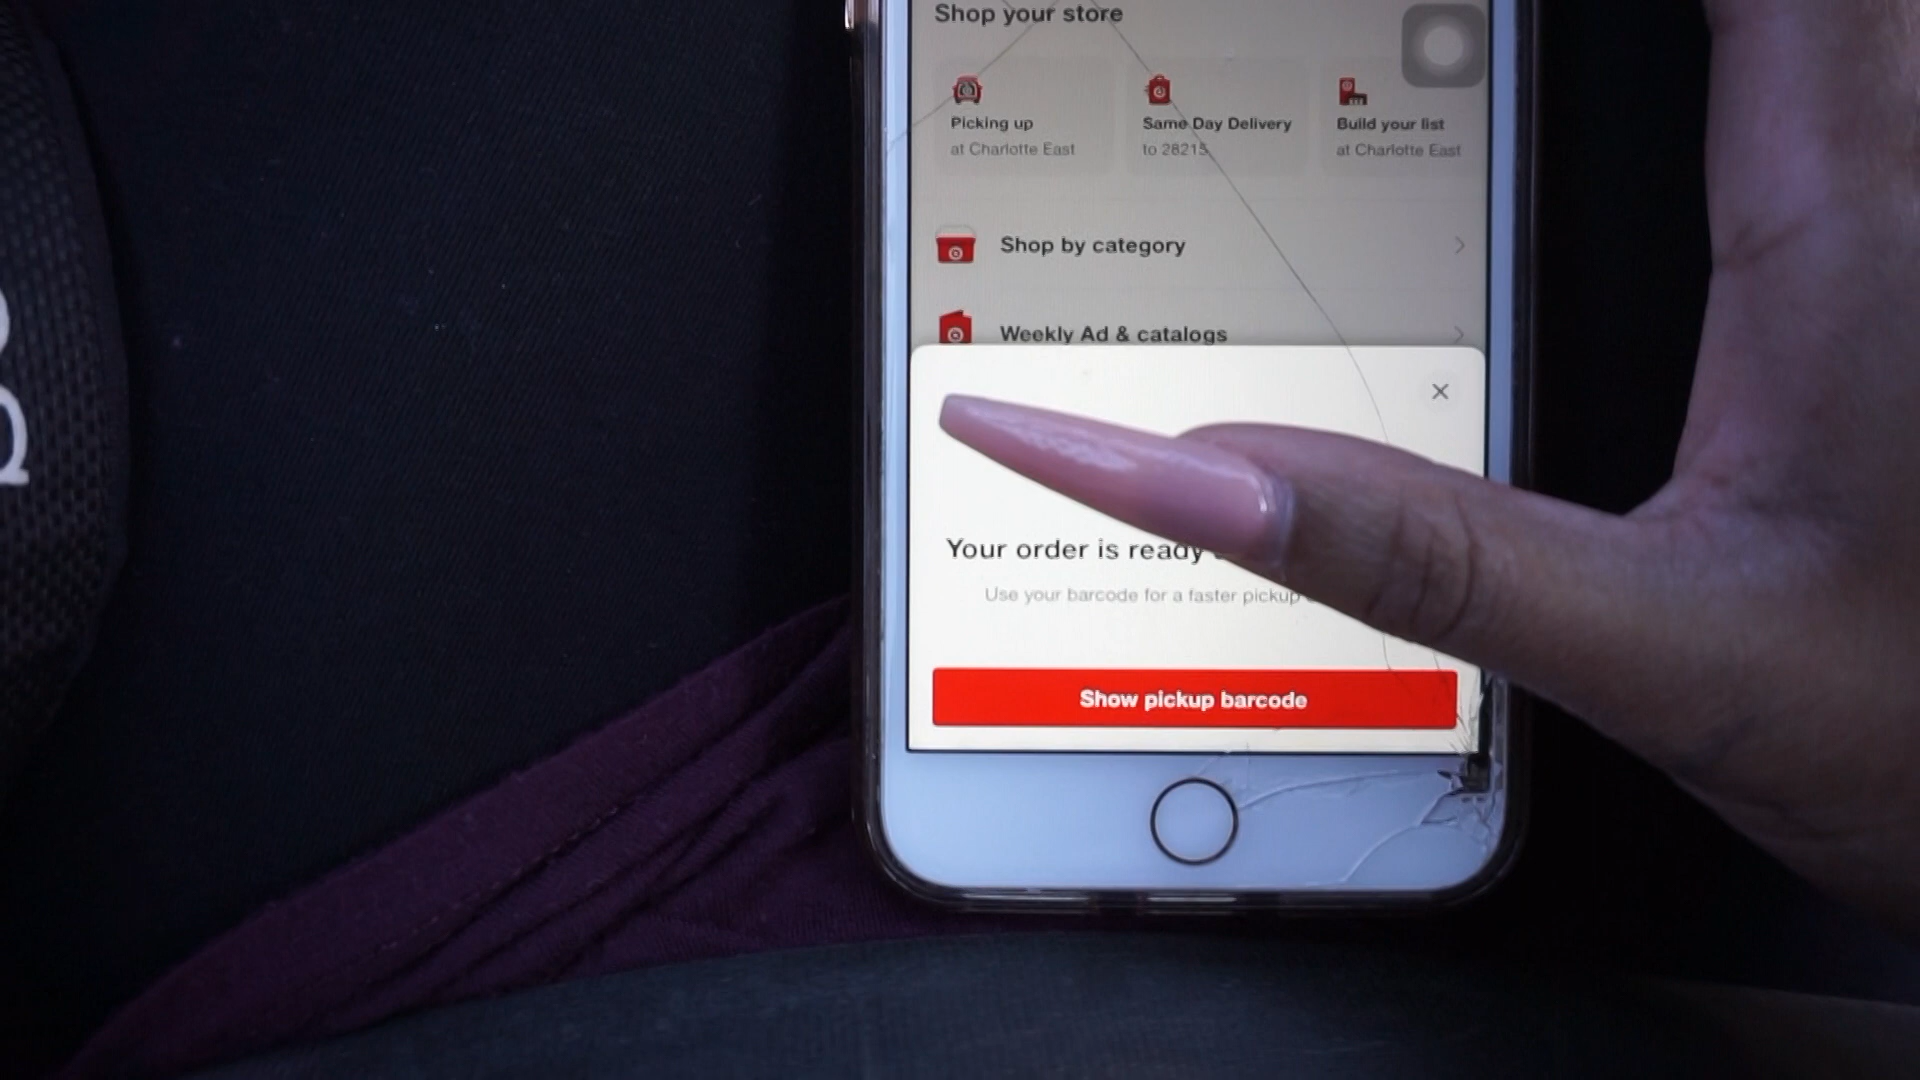 Shop your store
Picking up
at Charlotte East
Same Day Delivery
to 28215
Build your list
at Charlotte East
Shop by category
Weekly Ad & catalogs
Your order is ready
Use your barcode for a faster pickup
Show pickup barcode